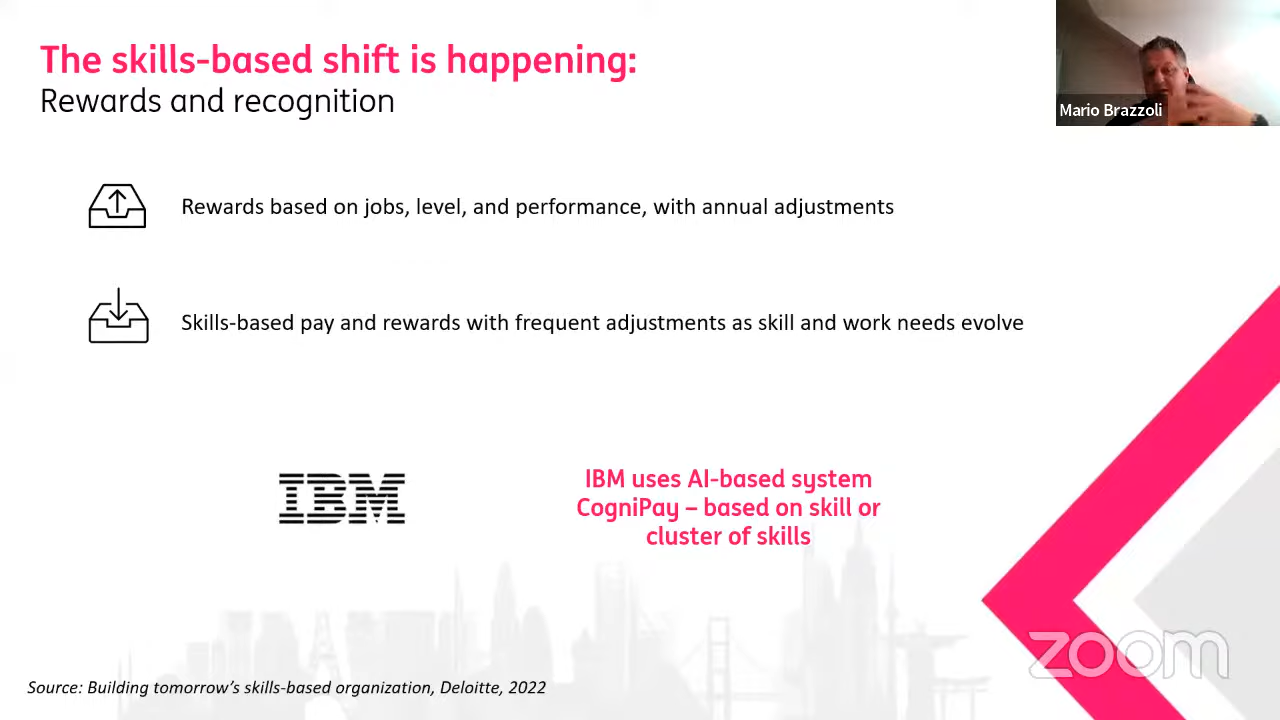 The skills-based shift is happening:
Rewards and recognition
Mario Brazzoli
Rewards based on jobs, level, and performance, with annual adjustments
Skills-based pay and rewards with frequent adjustments as skill and work needs evolve
IBM
IBM uses AI-based system
CogniPay – based on skill or
cluster of skills
zoom
Source: Building tomorrow’s skills-based organization, Deloitte, 2022